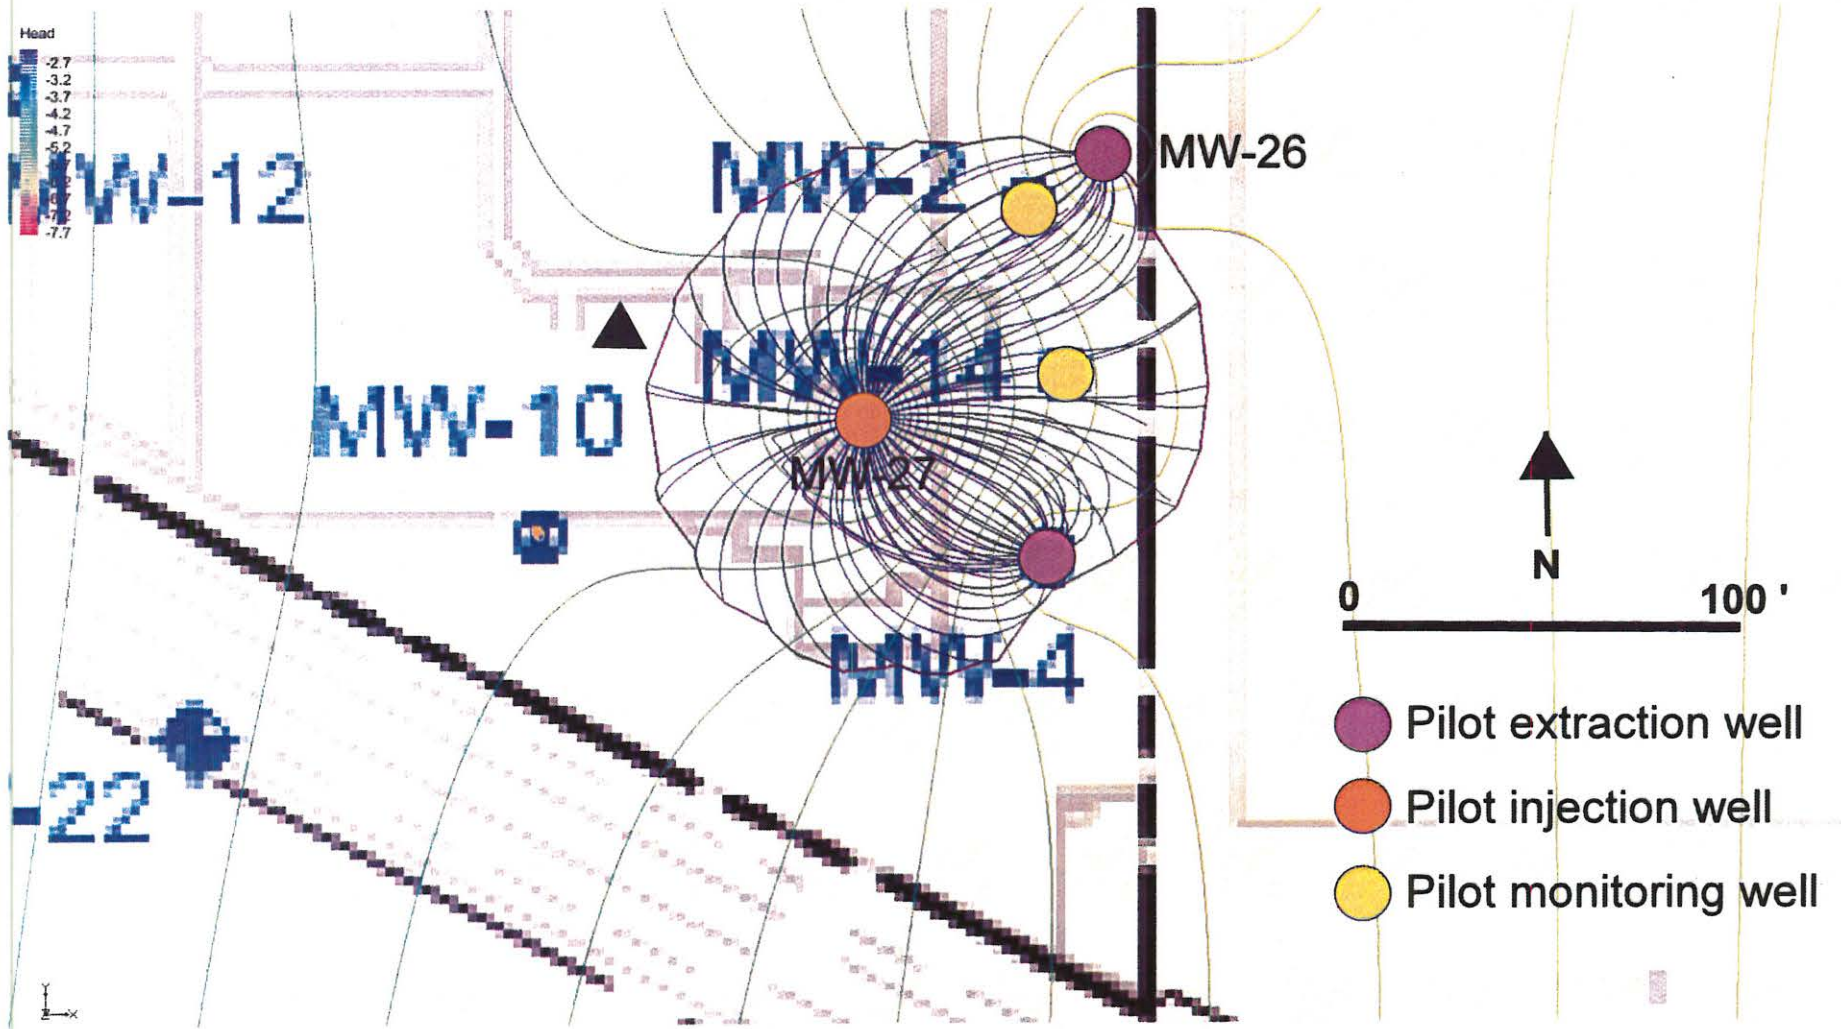 Head
-2.7
-3.2
-3.7
-4.2
-4.7
-5.2
-7.2
-7.7
MW-12
MW-2
MW-26
MW-14
MW-10
MW-27
MW-4
-22
N
0 100 '
Pilot extraction well
Pilot injection well
Pilot monitoring well
Y
X